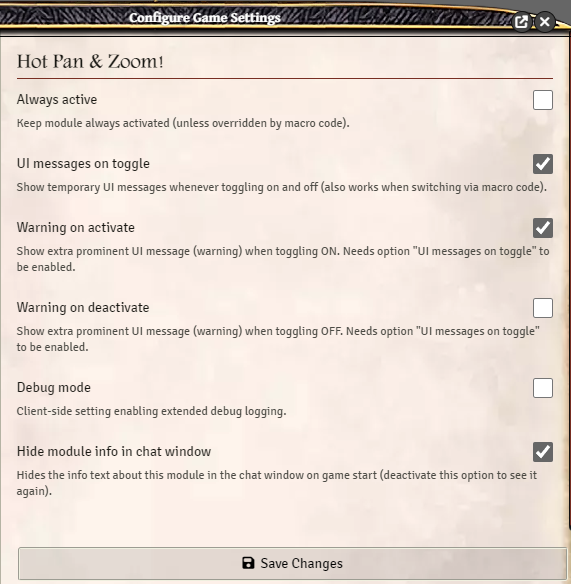 Configure Game Settings
Hot Pan & Zoom!
Always active
Keep module always activated (unless overridden by macro code).
UI messages on toggle
Show temporary UI messages whenever toggling on and off (also works when switching via macro code).
Warning on activate
Show extra prominent UI message (warning) when toggling ON. Needs option "UI messages on toggle" to
be enabled.
Warning on deactivate
Show extra prominent UI message (warning) when toggling OFF. Needs option "UI messages on toggle"
to be enabled.
Debug mode
Client-side setting enabling extended debug logging.
Hide module info in chat window
Hides the info text about this module in the chat window on game start (deactivate this option to see it
again).
Save Changes